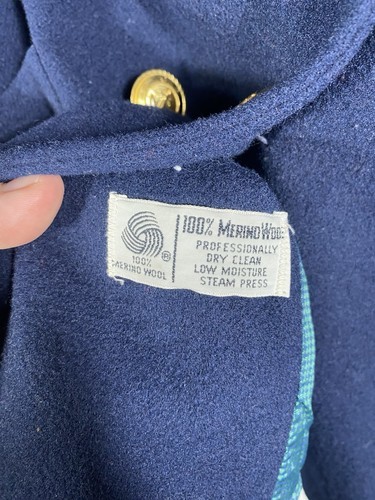 100%
MERINO WOOL
®
100% MERINO WOOL
PROFESSIONALLY
DRY CLEAN
LOW MOISTURE
STEAM PRESS